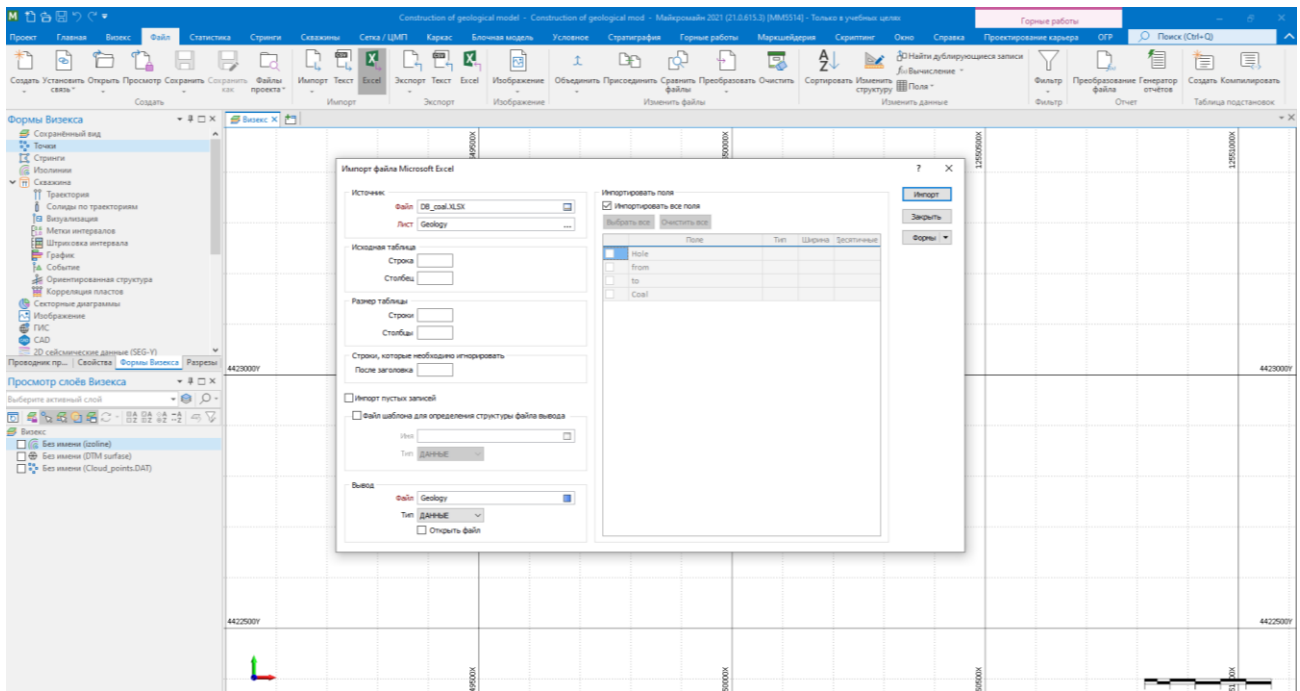 Construction of geological model - Construction of geological mod - Майкромайн 2021 (21.0.615.3) [MM5514] - Только в учебных целях
Горные работы
Проект Главная Визекс Файл Статистика Стринги Скважины Сетка / ЦМП Каркас Блочная модель Условное Стратиграфия Горные работы Маркшейдерия Скриптинг Окно Справка Проектирование карьера ОГР Поиск (Ctrl+Q)
Создать Установить связь Открыть Просмотр Сохранить Сохранить как Файлы проекта Импорт Текст Excel Экспорт Текст Excel Изображение Объединить Присоединить Сравнить файлы Преобразовать Очистить Сортировать Изменить структуру Найти дублирующиеся записи
Вычисление
Поля
Фильтр Преобразование файла Генератор отчётов Создать Компилировать
Создать Импорт Экспорт Изображение Изменить файлы Изменить данные Фильтр Отчет Таблица подстановок
Формы Визекса
Визекс
Сохранённый вид
Точки
Стринги
Изолинии
Скважина
Траектория
Солиды по траекториям
Визуализация
Метки интервалов
Штриховка интервала
График
Событие
Ориентированная структура
Корреляция пластов
Секторные диаграммы
Изображение
ГИС
CAD
2D сейсмические данные (SEG-Y)
Проводник пр... Свойства Формы Визекса Разрезы
Просмотр слоёв Визекса
Выберите активный слой
Визекс
Без имени (izoline)
Без имени (DTM surfase)
Без имени (Cloud_points.DAT)
12550500X
12551000X
4423000Y
4423000Y
4422500Y
4422500Y
Импорт файла Microsoft Excel
Источник
Файл DB_coal.XLSX
Лист Geology ...
Исходная таблица
Строка
Столбец
Размер таблицы
Строки
Столбцы
Строки, которые необходимо игнорировать
После заголовка
Импорт пустых записей
Файл шаблона для определения структуры файла вывода
Имя
Тип ДАННЫЕ
Вывод
Файл Geology
Тип ДАННЫЕ
Открыть файл
Импортировать поля
Импортировать все поля
Выбрать все Очистить все
Поле Тип Ширина Десятичные
Hole
from
to
Coal
Импорт
Закрыть
Формы